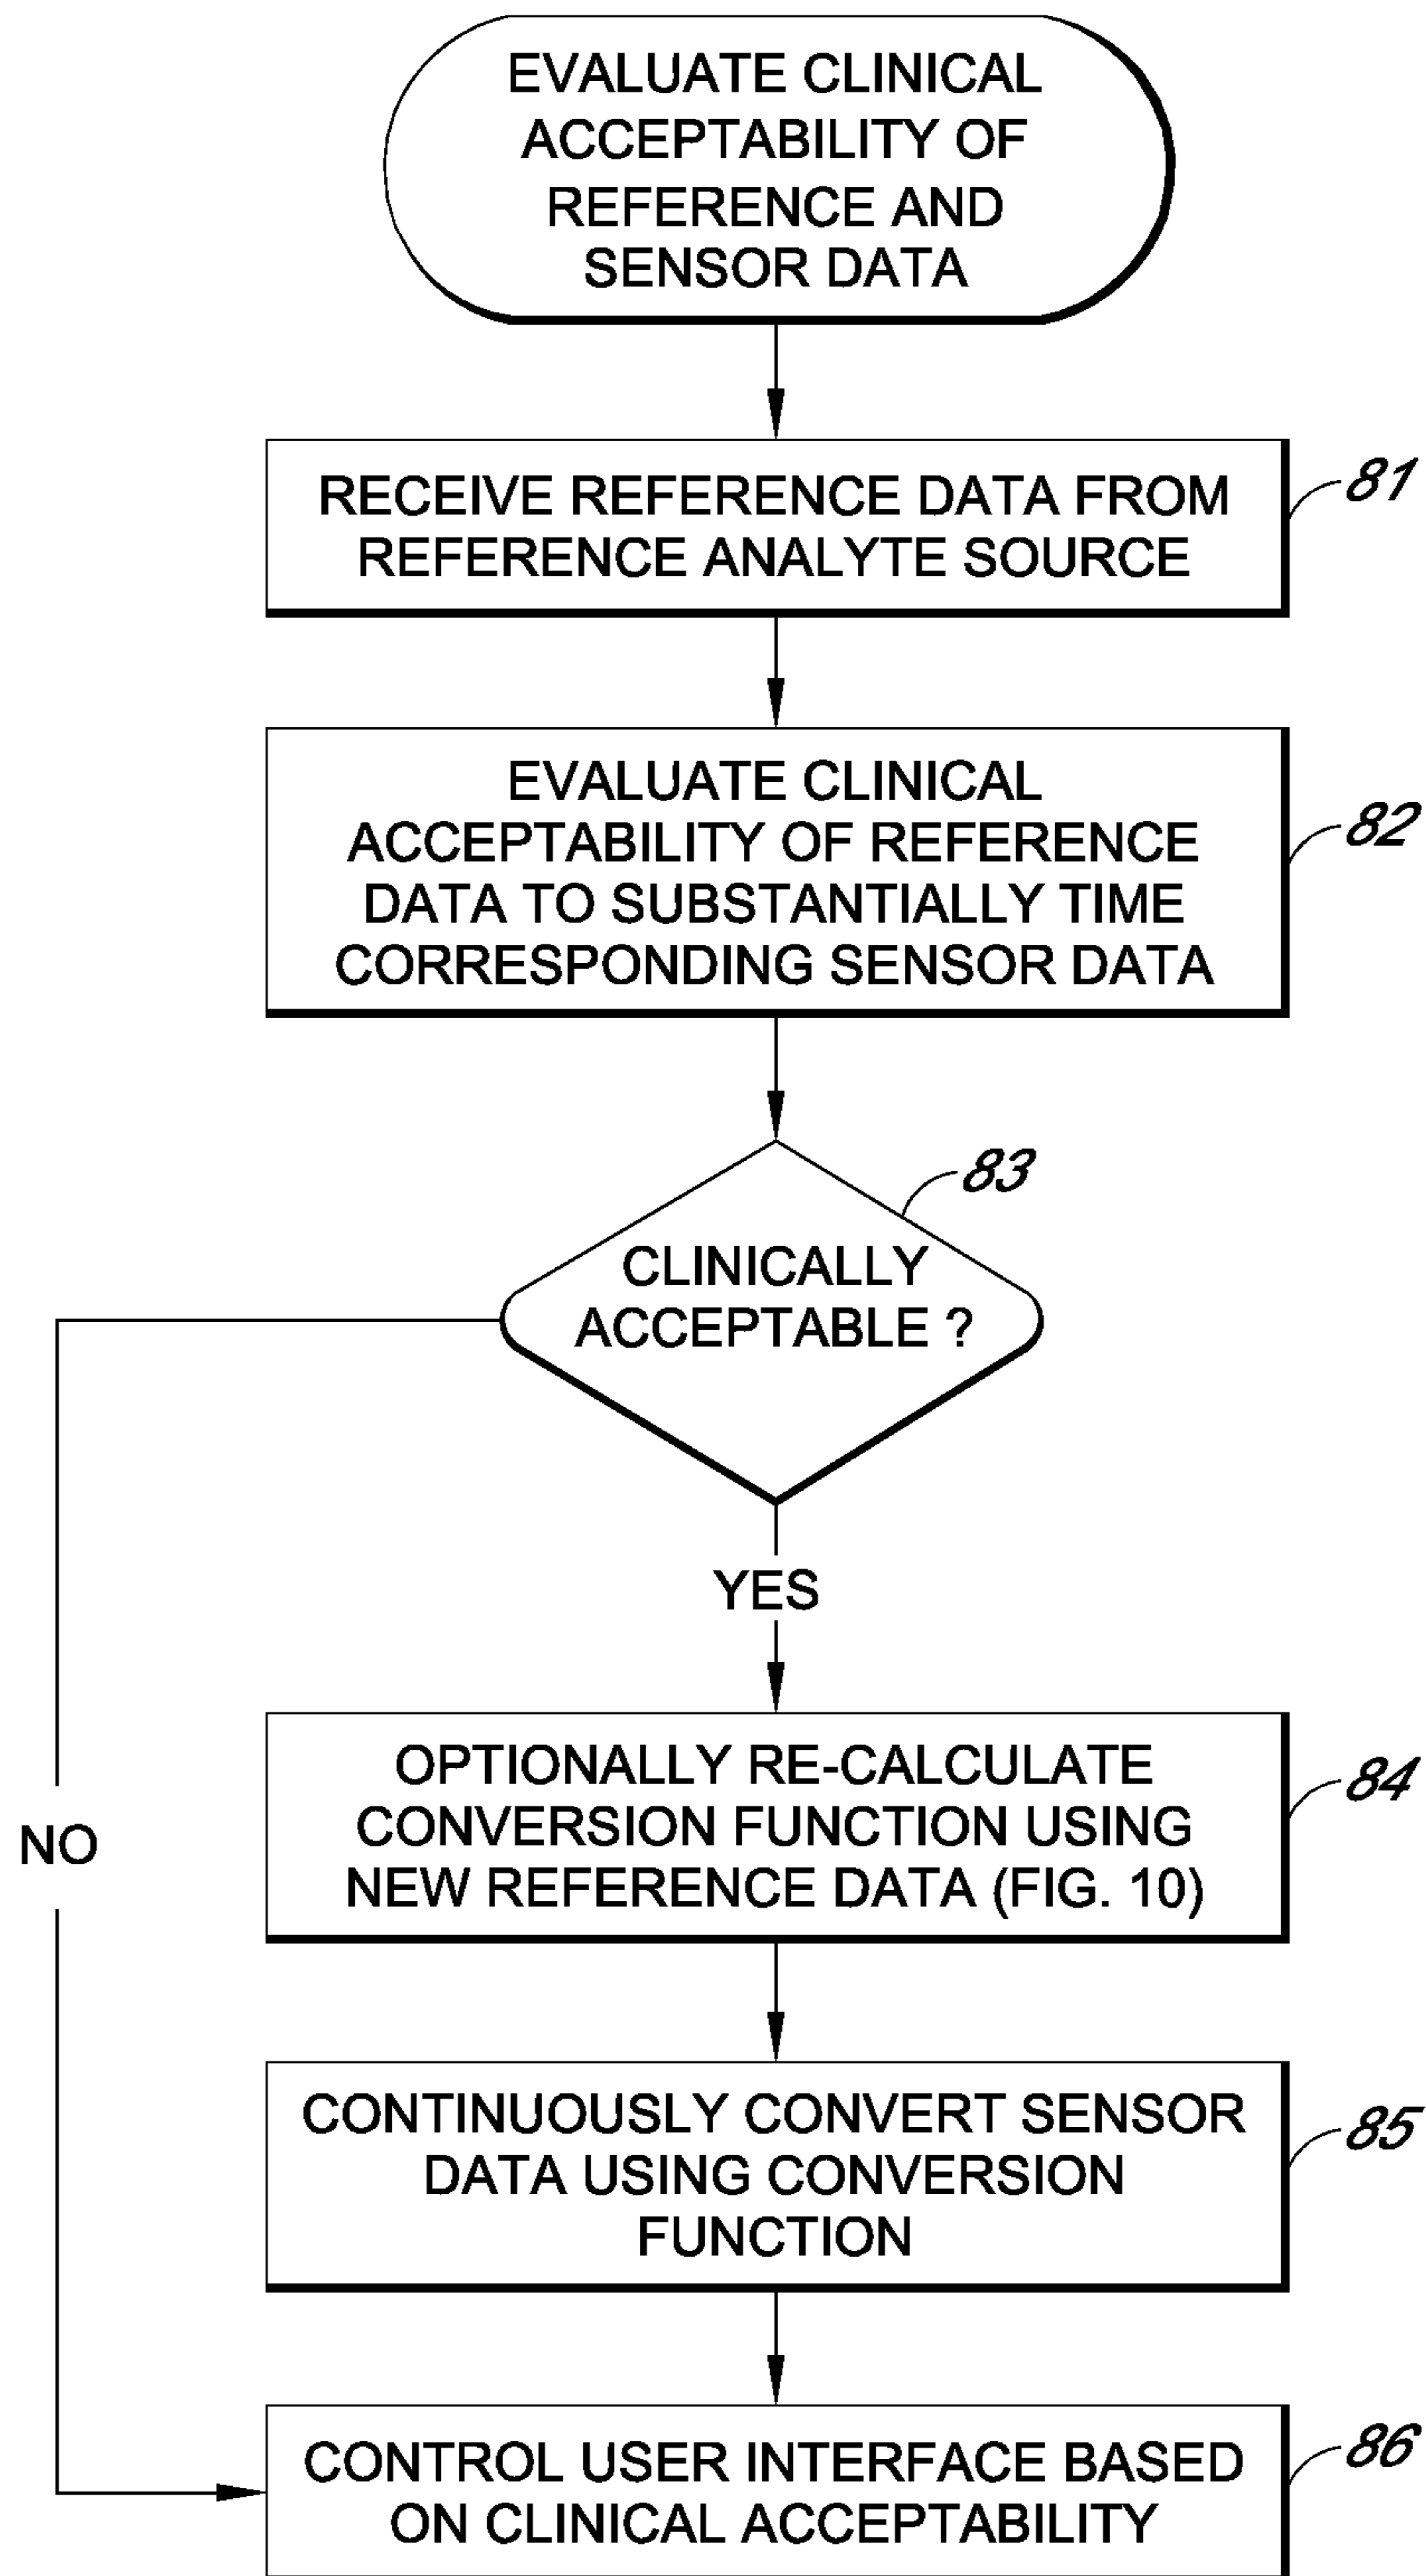 EVALUATE CLINICAL
ACCEPTABILITY OF
REFERENCE AND
SENSOR DATA
RECEIVE REFERENCE DATA FROM
REFERENCE ANALYTE SOURCE
81
EVALUATE CLINICAL
ACCEPTABILITY OF REFERENCE
DATA TO SUBSTANTIALLY TIME
CORRESPONDING SENSOR DATA
82
83
CLINICALLY
ACCEPTABLE ?
YES
NO
OPTIONALLY RE-CALCULATE
CONVERSION FUNCTION USING
NEW REFERENCE DATA (FIG. 10)
84
CONTINUOUSLY CONVERT SENSOR
DATA USING CONVERSION
FUNCTION
85
CONTROL USER INTERFACE BASED
ON CLINICAL ACCEPTABILITY
86